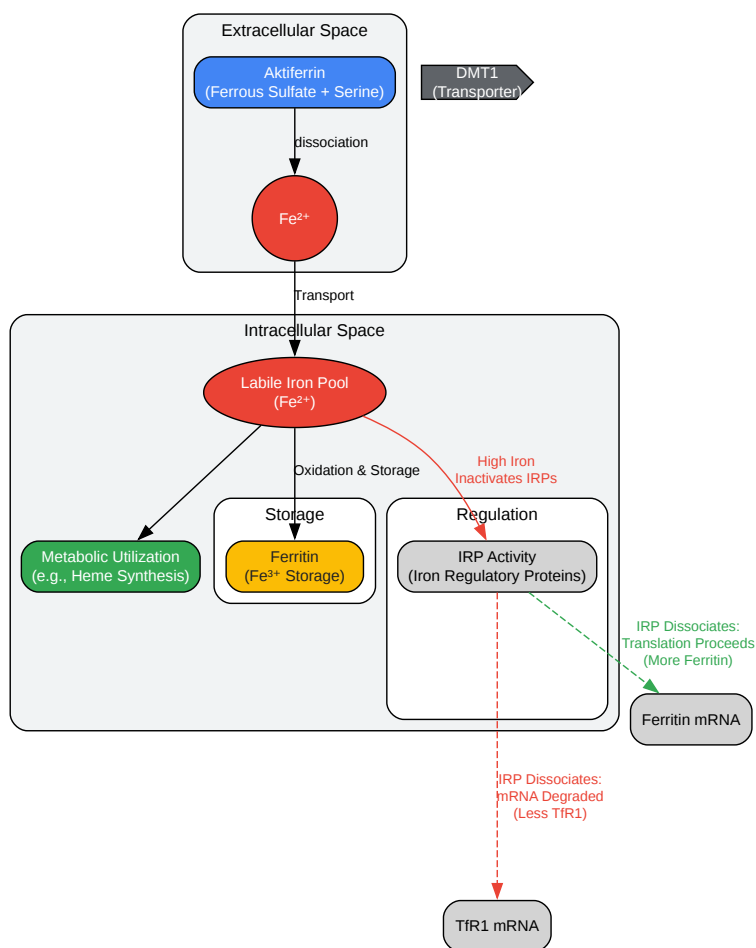 Extracellular Space
Aktiferrin
(Ferrous Sulfate + Serine)
DMT1
(Transporter)
dissociation
Fe²⁺
Transport
Intracellular Space
Labile Iron Pool
(Fe²⁺)
High Iron
Inactivates IRPs
Oxidation & Storage
Storage
Regulation
Metabolic Utilization
(e.g., Heme Synthesis)
Ferritin
(Fe³⁺ Storage)
IRP Activity
(Iron Regulatory Proteins)
IRP Dissociates:
Translation Proceeds
(More Ferritin)
Ferritin mRNA
IRP Dissociates:
mRNA Degraded
(Less TfR1)
TfR1 mRNA